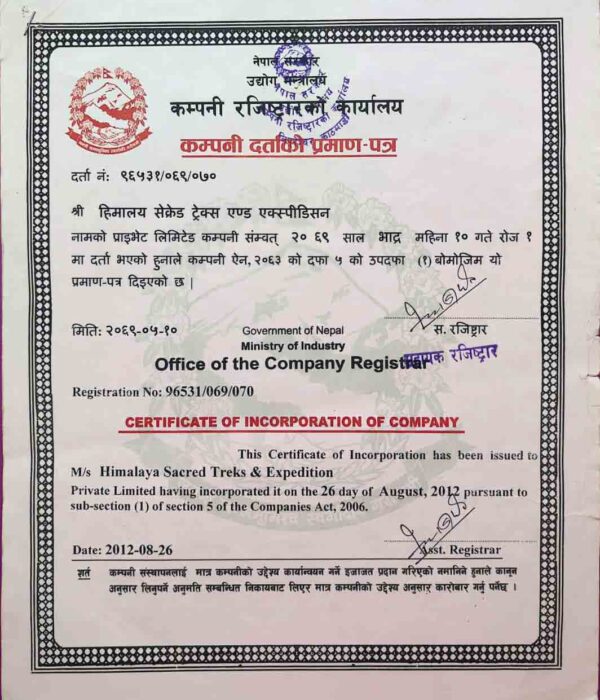 नेपाल सरकार
उद्योग मन्त्रालय
कम्पनी रजिष्ट्रारको कार्यालय
कम्पनी दर्ताको प्रमाण-पत्र
दर्ता नं: ९६५३१/०६९/०७०
श्री हिमालय सेक्रेड ट्रेक्स एण्ड एक्स्पीडिसन
नामको प्राइभेट लिमिटेड कम्पनी संम्वत् २० ६९ साल भाद्र महिना १० गते रोज १
मा दर्ता भएको हुनाले कम्पनी ऐन, २०६३ को दफा ५ को उपदफा (१) बोमोजिम यो
प्रमाण-पत्र दिइएको छ |
मिति: २०६९-०५-१०
स. रजिष्ट्रार
सहायक रजिष्ट्रार
Government of Nepal
Ministry of Industry
Office of the Company Registrar
Registration No: 96531/069/070
CERTIFICATE OF INCORPORATION OF COMPANY
This Certificate of Incorporation has been issued to
M/s Himalaya Sacred Treks & Expedition
Private Limited having incorporated it on the 26 day of August, 2012 pursuant to
sub-section (1) of section 5 of the Companies Act, 2006.
Date: 2012-08-26
Asst. Registrar
सर्त कम्पनी संस्थापनलाई मात्र कम्पनीको उद्देश्य कार्यान्वयन गर्ने इजाजत प्रदान गरिएको नमानिने हुनाले कानून
अनुसार लिनुपर्ने अनुमति सम्बन्धित निकायबाट लिएर मात्र कम्पनीको उद्देश्य अनुसार कारोबार गर्नु पर्नेछ ।